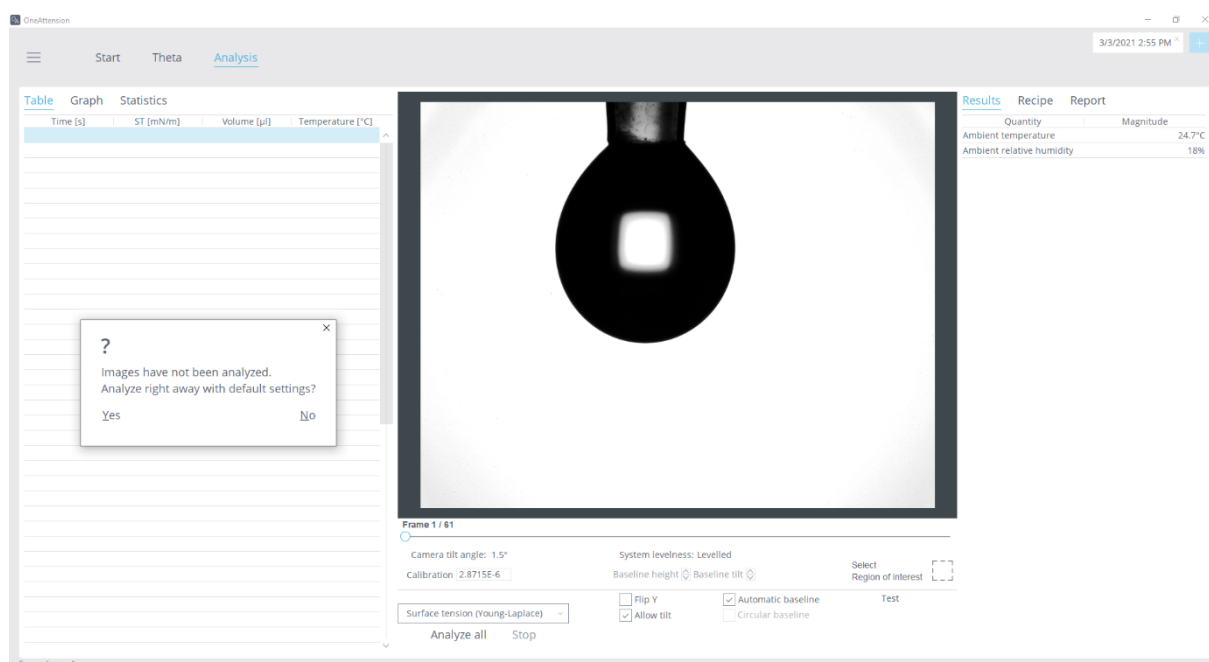 OneAttension
3/3/2021 2:55 PM
Start Theta Analysis
Table Graph Statistics
Time [s] ST [mN/m] Volume [µl] Temperature [°C]
?
Images have not been analyzed.
Analyze right away with default settings?
Yes No
Frame 1 / 61
Camera tilt angle: 1.5° System levelness: Levelled
Calibration 2.8715E-6 Baseline height Baseline tilt
Select
Region of interest
Flip Y Automatic baseline Test
Surface tension (Young-Laplace) Allow tilt Circular baseline
Analyze all Stop
Results Recipe Report
Quantity Magnitude
Ambient temperature 24.7°C
Ambient relative humidity 18%